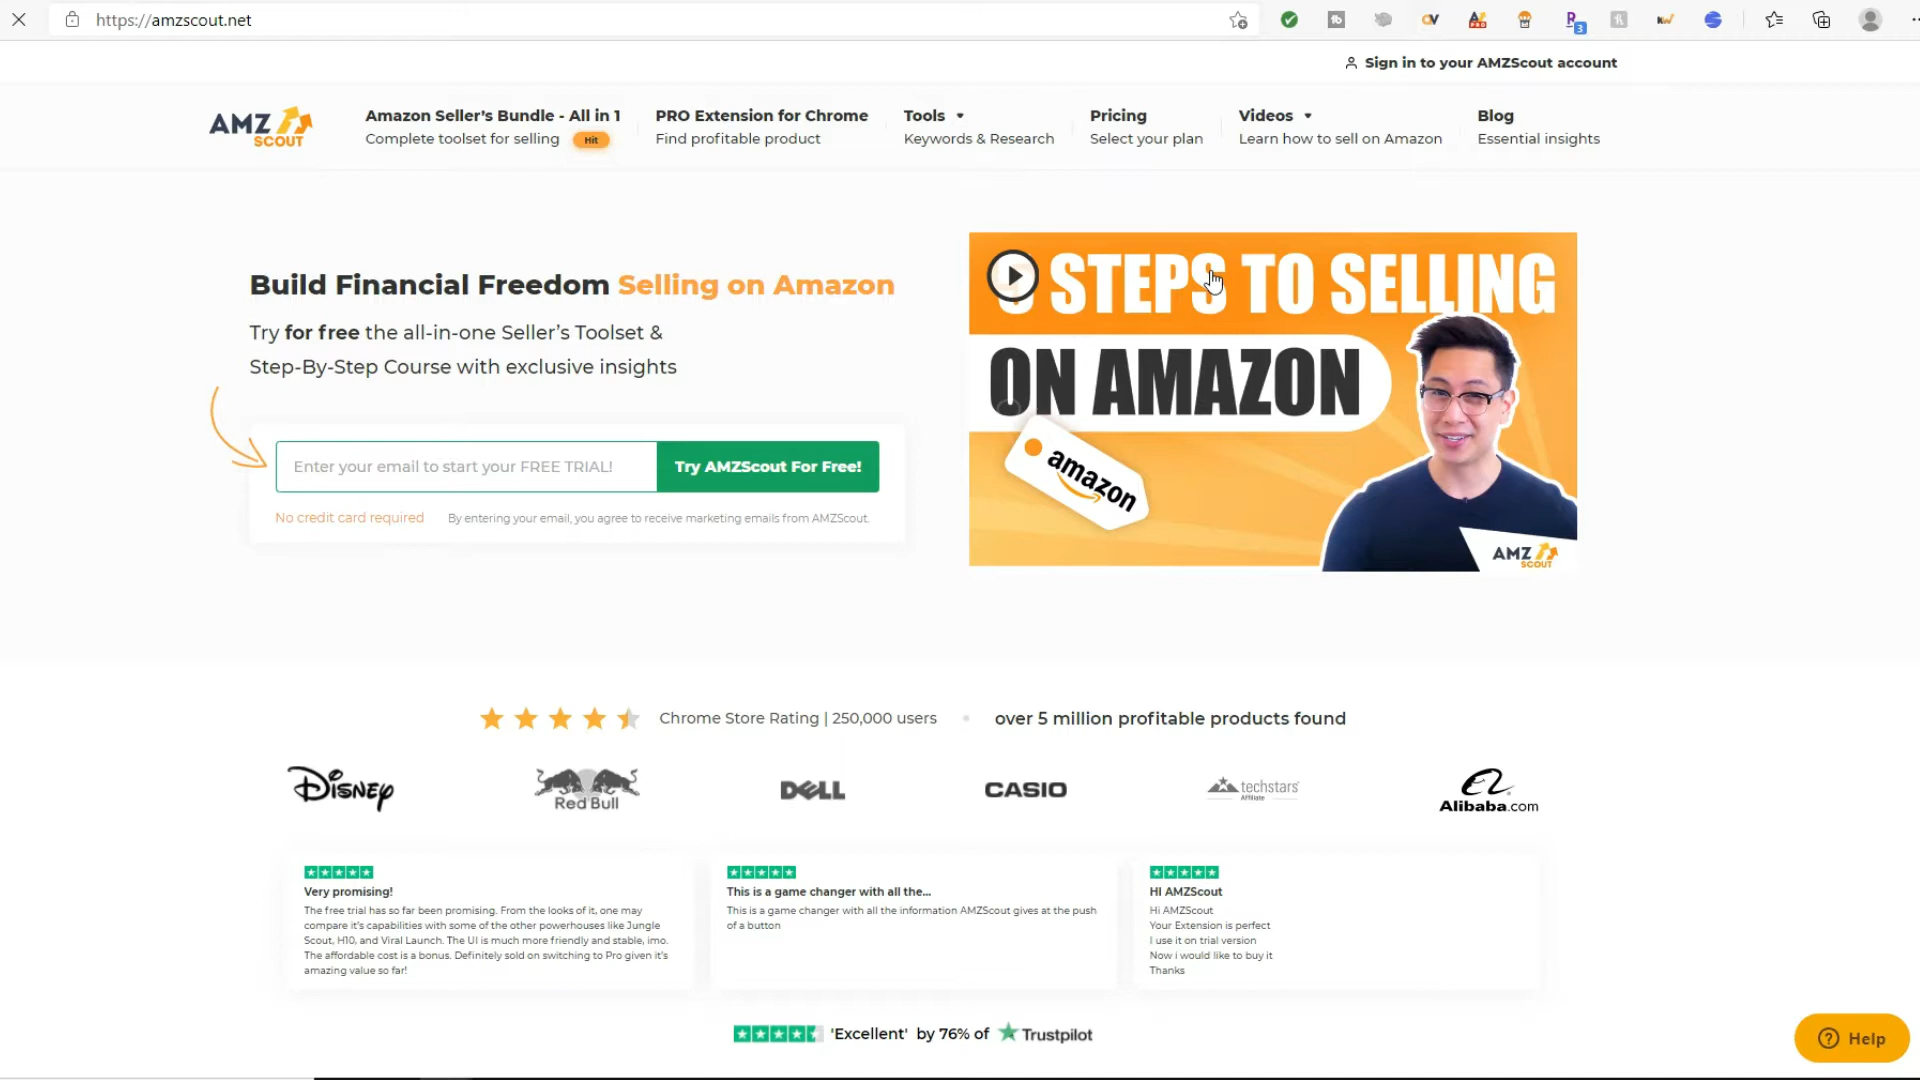 https://amzscout.net
Sign in to your AMZScout account
AMZ SCOUT
Amazon Seller's Bundle - All in 1
Complete toolset for selling Hit
PRO Extension for Chrome
Find profitable product
Tools
Keywords & Research
Pricing
Select your plan
Videos
Learn how to sell on Amazon
Blog
Essential insights
Build Financial Freedom Selling on Amazon
Try for free the all-in-one Seller's Toolset &
Step-By-Step Course with exclusive insights
Enter your email to start your FREE TRIAL!
Try AMZScout For Free!
No credit card required
By entering your email, you agree to receive marketing emails from AMZScout.
STEPS TO SELLING
ON AMAZON
amazon
AMZ SCOUT
Chrome Store Rating | 250,000 users
over 5 million profitable products found
Disney
Red Bull
DELL
CASIO
techstars
Affiliate
Alibaba.com
Very promising!
The free trial has so far been promising. From the looks of it, one may
compare it's capabilities with some of the other powerhouses like Jungle
Scout, H10, and Viral Launch. The UI is much more friendly and stable, imo.
The affordable cost is a bonus. Definitely sold on switching to Pro given it's
amazing value so far!
This is a game changer with all the...
This is a game changer with all the information AMZScout gives at the push
of a button
HI AMZScout
Hi AMZScout
Your Extension is perfect
I use it on trial version
Now i would like to buy it
Thanks
'Excellent' by 76% of Trustpilot
Help